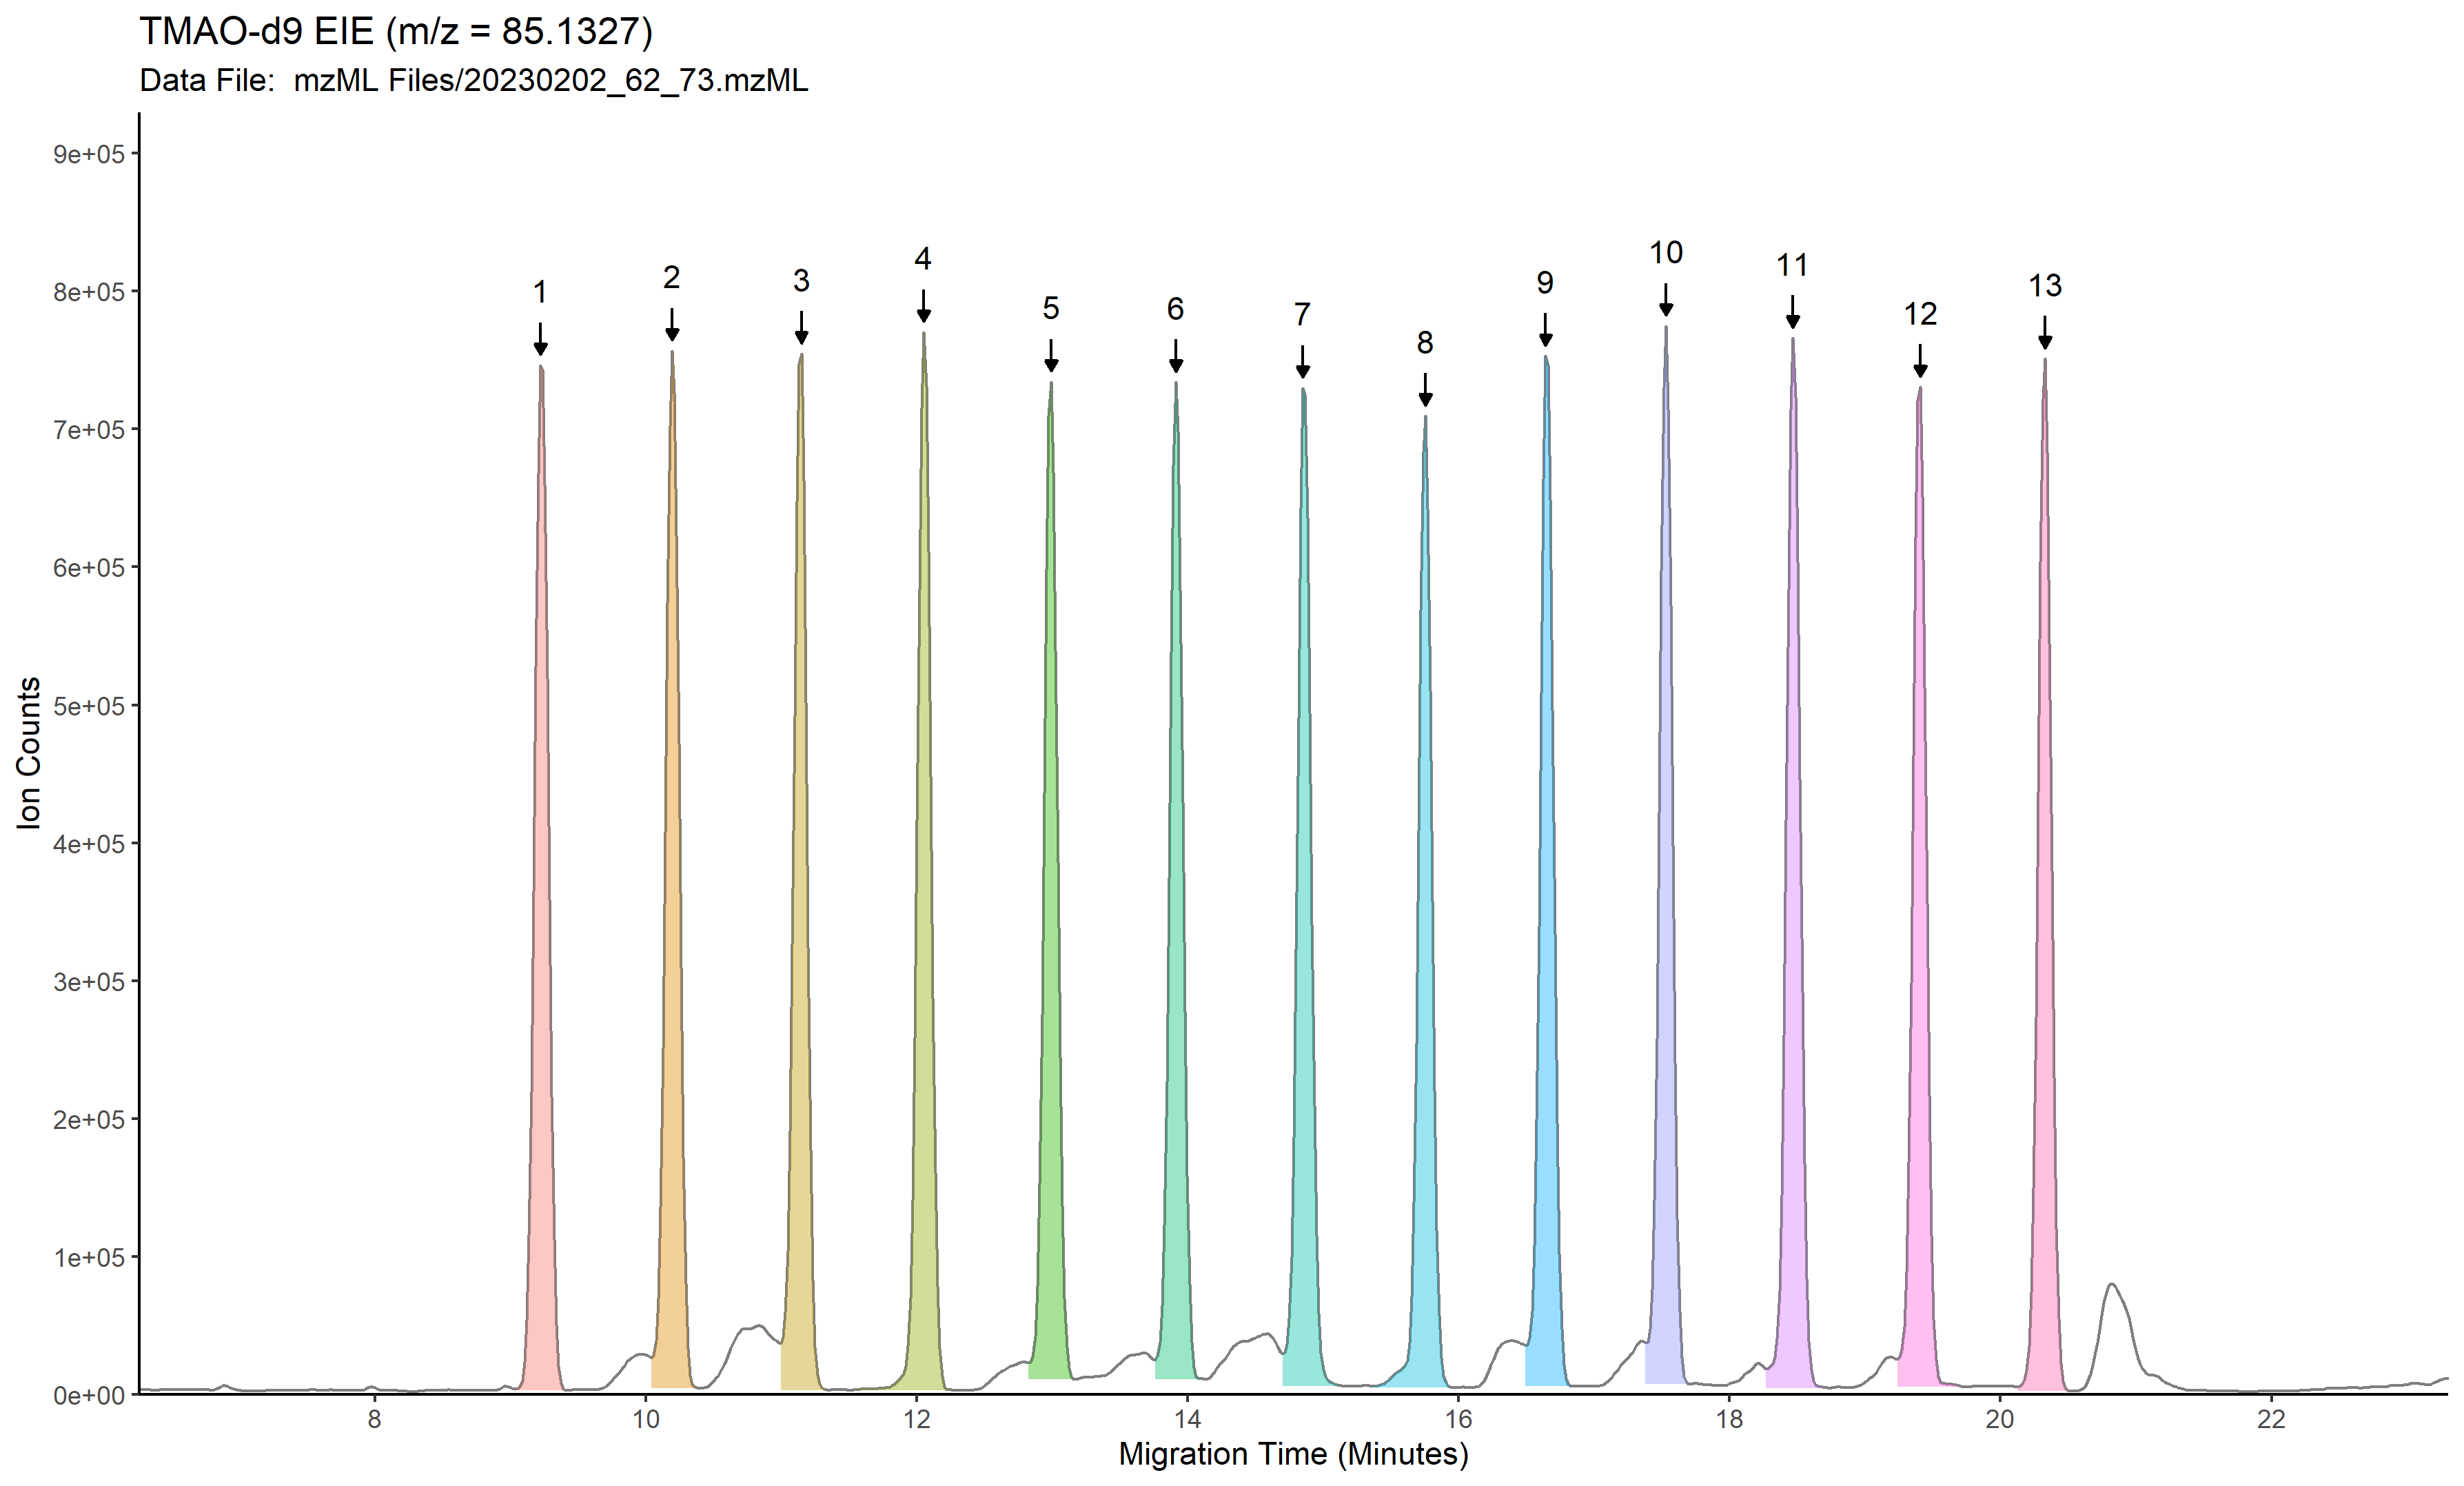 TMAO-d9 EIE (m/z = 85.1327)
Data File:  mzML Files/20230202_62_73.mzML
9e+05
8e+05
7e+05
6e+05
5e+05
4e+05
3e+05
2e+05
1e+05
0e+00
Ion Counts
1
2
3
4
5
6
7
8
9
10
11
12
13
8
10
12
14
16
18
20
22
Migration Time (Minutes)